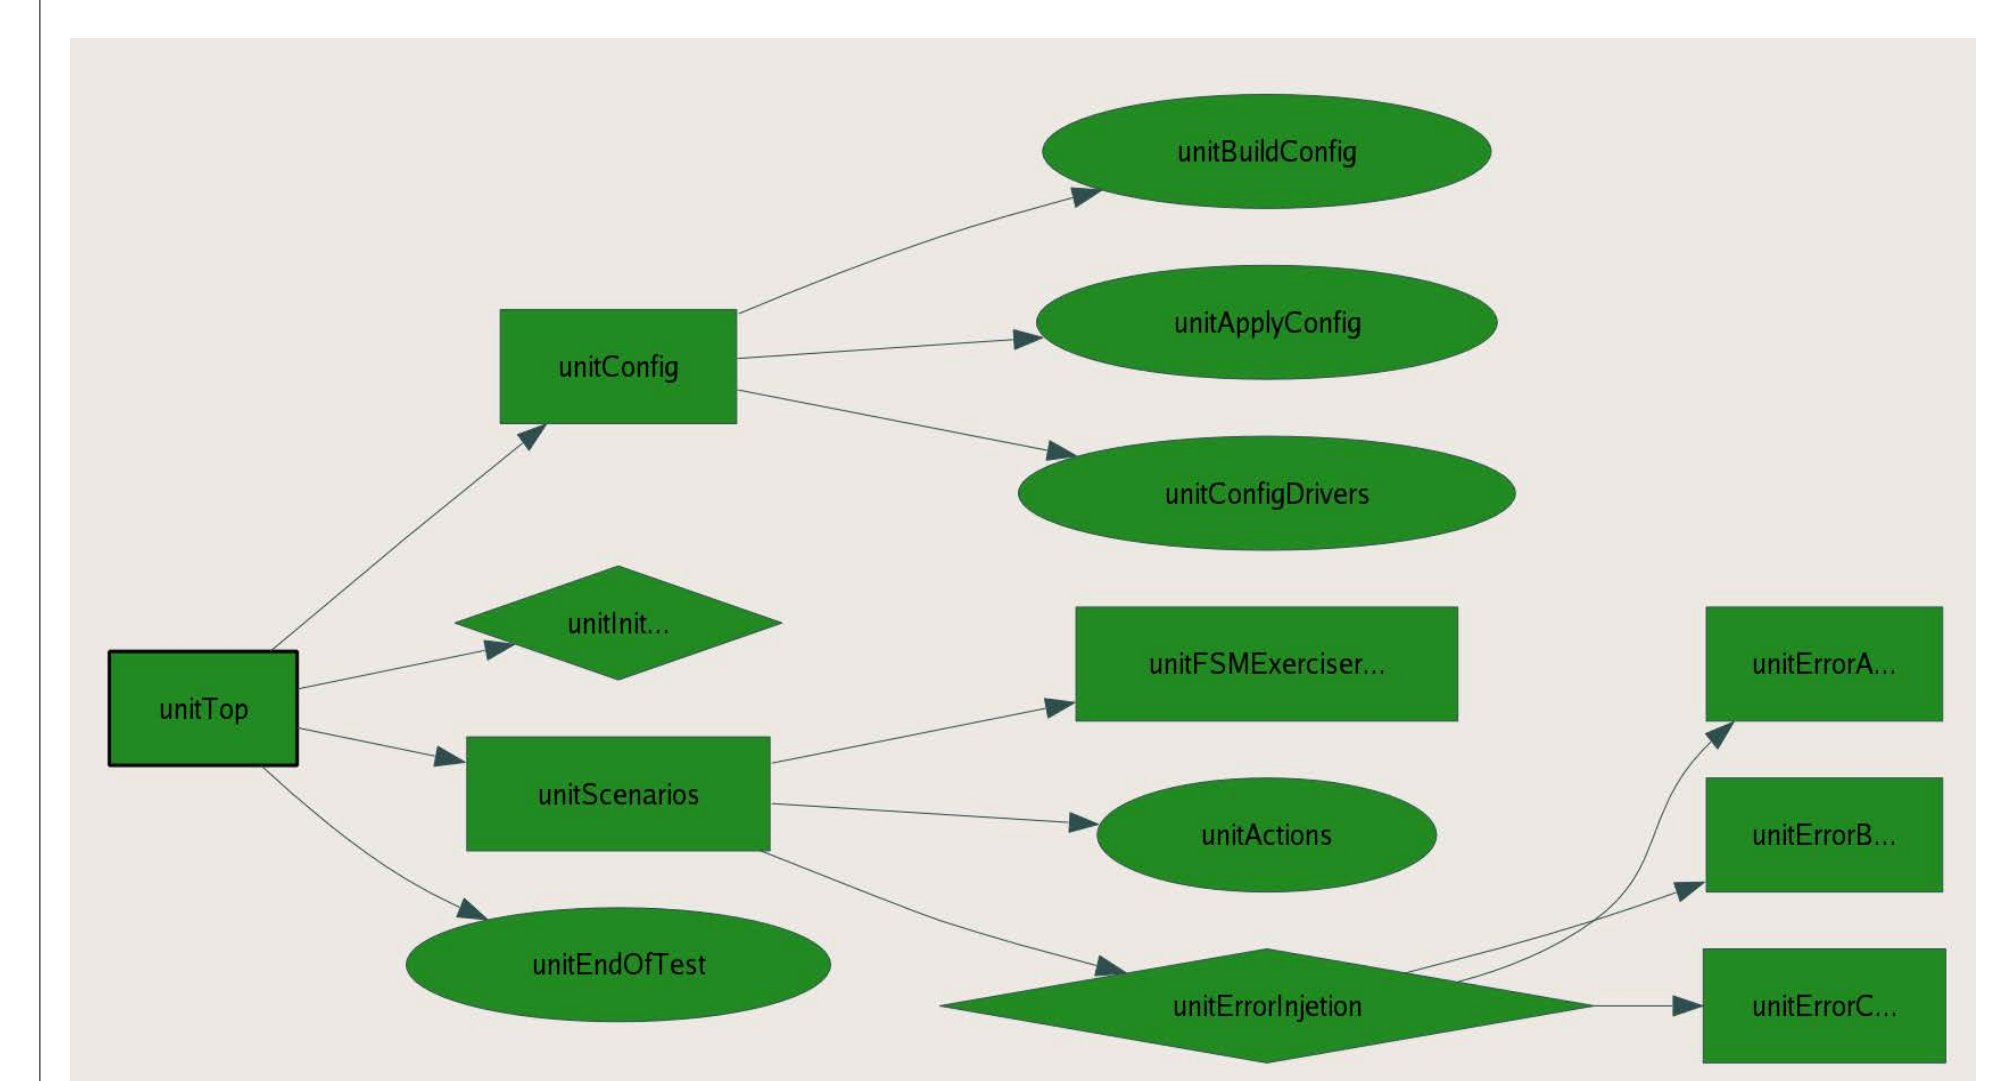 unitBuildConfig
unitApplyConfig
unitConfig
unitConfigDrivers
unitInit...
unitFSMExerciser...
unitErrorA...
unitTop
unitScenarios
unitActions
unitErrorB...
unitEndOfTest
unitErrorInjetion
unitErrorC...